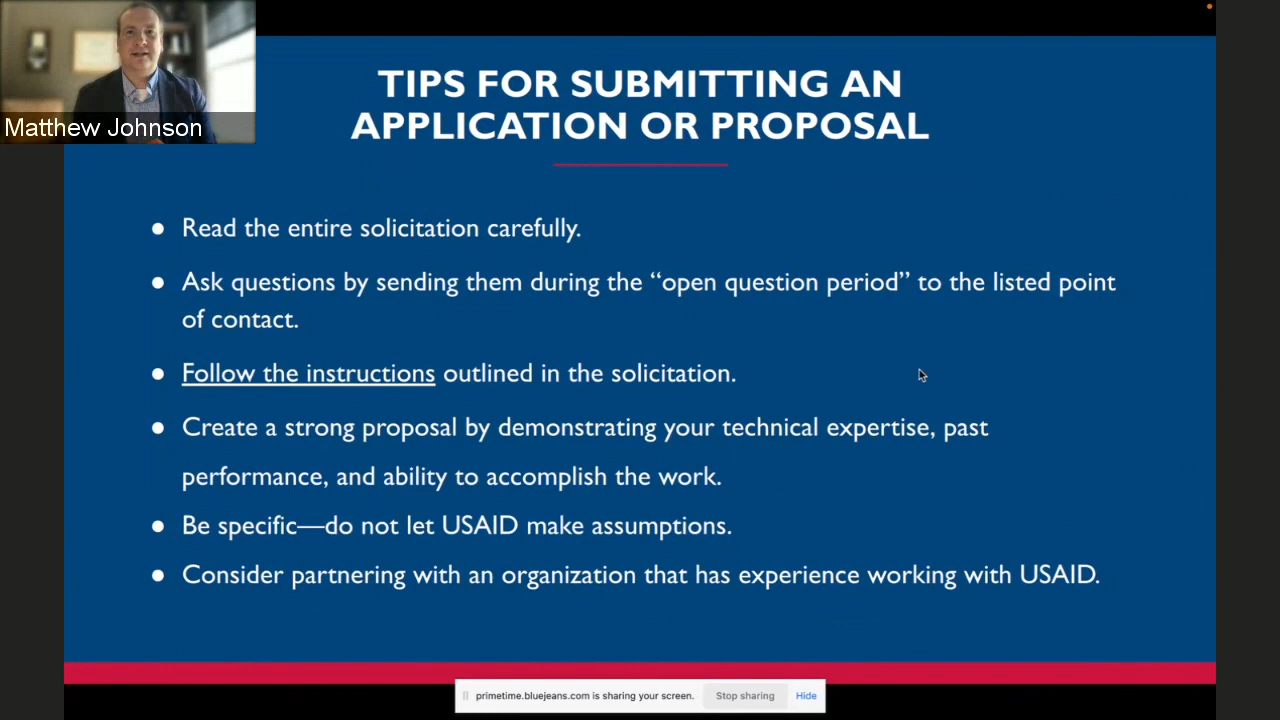 Matthew Johnson
TIPS FOR SUBMITTING AN
APPLICATION OR PROPOSAL
● Read the entire solicitation carefully.
● Ask questions by sending them during the “open question period” to the listed point
of contact.
● Follow the instructions outlined in the solicitation.
● Create a strong proposal by demonstrating your technical expertise, past
performance, and ability to accomplish the work.
● Be specific—do not let USAID make assumptions.
● Consider partnering with an organization that has experience working with USAID.
primetime.bluejeans.com is sharing your screen. Stop sharing Hide